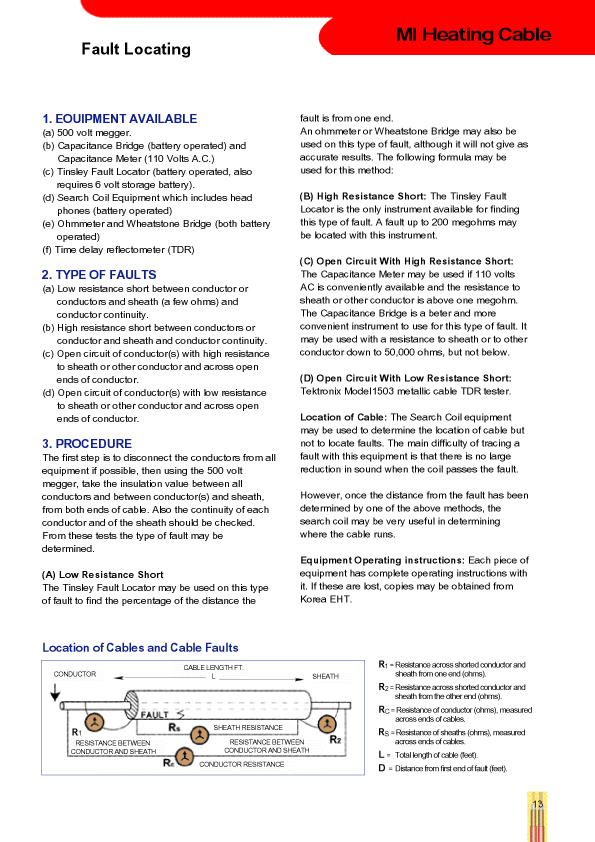 MI Heating Cable
Fault Locating
1. EQUIPMENT AVAILABLE
(a) 500 volt megger.
(b) Capacitance Bridge (battery operated) and
Capacitance Meter (110 Volts A.C.)
(c) Tinsley Fault Locator (battery operated, also
requires 6 volt storage battery).
(d) Search Coil Equipment which includes head
phones (battery operated)
(e) Ohmmeter and Wheatstone Bridge (both battery
operated)
(f) Time delay reflectometer (TDR)
2. TYPE OF FAULTS
(a) Low resistance short between conductor or
conductors and sheath (a few ohms) and
conductor continuity.
(b) High resistance short between conductors or
conductor and sheath and conductor continuity.
(c) Open circuit of conductor(s) with high resistance
to sheath or other conductor and across open
ends of conductor.
(d) Open circuit of conductor(s) with low resistance
to sheath or other conductor and across open
ends of conductor.
3. PROCEDURE
The first step is to disconnect the conductors from all
equipment if possible, then using the 500 volt
megger, take the insulation value between all
conductors and between conductor(s) and sheath,
from both ends of cable. Also the continuity of each
conductor and of the sheath should be checked.
From these tests the type of fault may be
determined.
(A) Low Resistance Short
The Tinsley Fault Locator may be used on this type
of fault to find the percentage of the distance the
fault is from one end.
An ohmmeter or Wheatstone Bridge may also be
used on this type of fault, although it will not give as
accurate results. The following formula may be
used for this method:
(B) High Resistance Short: The Tinsley Fault
Locator is the only instrument available for finding
this type of fault. A fault up to 200 megohms may
be located with this instrument.
(C) Open Circuit With High Resistance Short:
The Capacitance Meter may be used if 110 volts
AC is conveniently available and the resistance to
sheath or other conductor is above one megohm.
The Capacitance Bridge is a beter and more
convenient instrument to use for this type of fault. It
may be used with a resistance to sheath or to other
conductor down to 50,000 ohms, but not below.
(D) Open Circuit With Low Resistance Short:
Tektronix Model1503 metallic cable TDR tester.
Location of Cable: The Search Coil equipment
may be used to determine the location of cable but
not to locate faults. The main difficulty of tracing a
fault with this equipment is that there is no large
reduction in sound when the coil passes the fault.
However, once the distance from the fault has been
determined by one of the above methods, the
search coil may be very useful in determining
where the cable runs.
Equipment Operating instructions: Each piece of
equipment has complete operating instructions with
it. If these are lost, copies may be obtained from
Korea EHT.
Location of Cables and Cable Faults
CABLE LENGTH FT.
CONDUCTOR
L
SHEATH
FAULT
R1
RS
SHEATH RESISTANCE
R2
RESISTANCE BETWEEN
CONDUCTOR AND SHEATH
RESISTANCE BETWEEN
CONDUCTOR AND SHEATH
Rc
CONDUCTOR RESISTANCE
R1 = Resistance across shorted conductor and
sheath from one end (ohms).
R2 = Resistance across shorted conductor and
sheath from the other end (ohms).
RC = Resistance of conductor (ohms), measured
across ends of cables.
RS = Resistance of sheaths (ohms), measured
across ends of cables.
L = Total length of cable (feet).
D = Distance from first end of fault (feet).
13